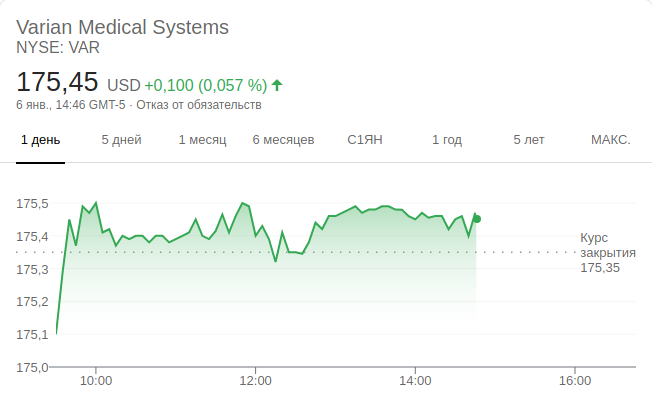 Varian Medical Systems
NYSE: VAR
175,45 USD +0,100 (0,057 %)
6 янв., 14:46 GMT-5 · Отказ от обязательств
1 день 5 дней 1 месяц 6 месяцев С1ЯН 1 год 5 лет МАКС.
175,5
175,4
Курс
закрытия
175,35
175,3
175,2
175,1
175,0
10:00 12:00 14:00 16:00